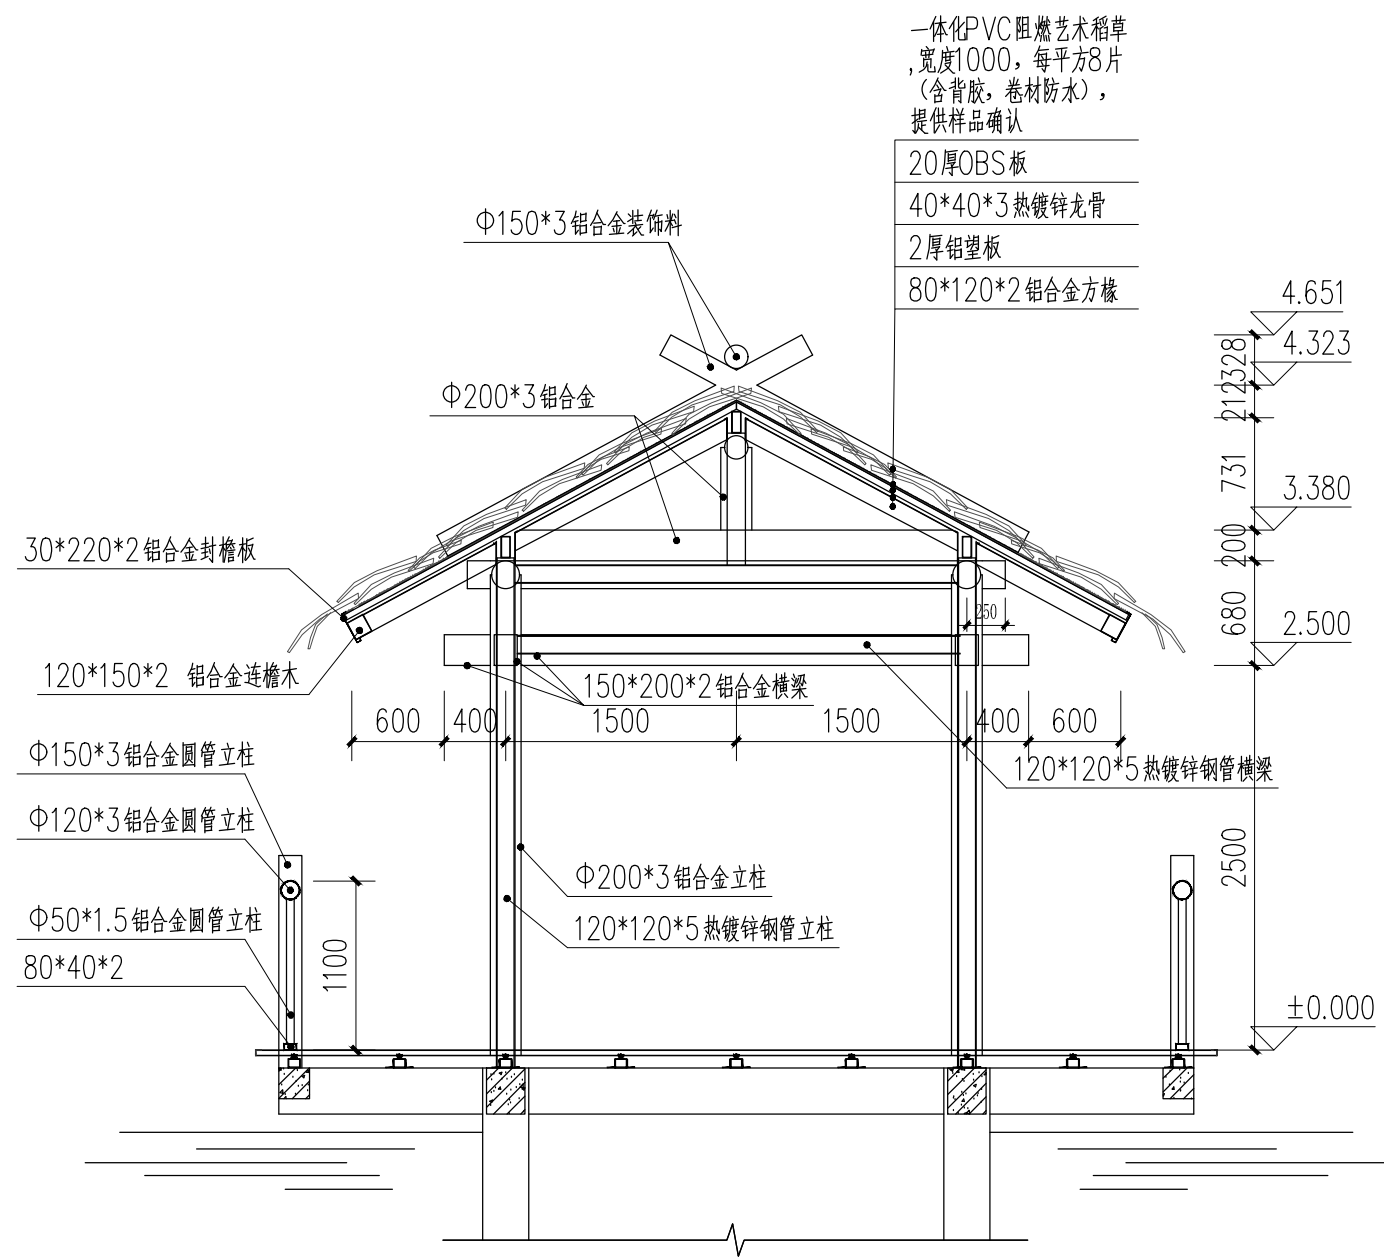 一体化PVC阻燃艺术稻草
,宽度1000，每平方8片
（含背胶，卷材防水），
提供样品确认
20厚OBS板
40*40*3热镀锌龙骨
2厚铝望板
80*120*2铝合金方椽
Φ150*3铝合金装饰料
Φ200*3铝合金
30*220*2铝合金封檐板
120*150*2 铝合金连檐木
Φ150*3铝合金圆管立柱
Φ120*3铝合金圆管立柱
Φ50*1.5铝合金圆管立柱
80*40*2
1100
150*200*2铝合金横梁
600
400
1500
1500
400
600
250
120*120*5热镀锌钢管横梁
Φ200*3铝合金立柱
120*120*5热镀锌钢管立柱
4.651
328
4.323
212
731
3.380
200
680
2.500
2500
±0.000